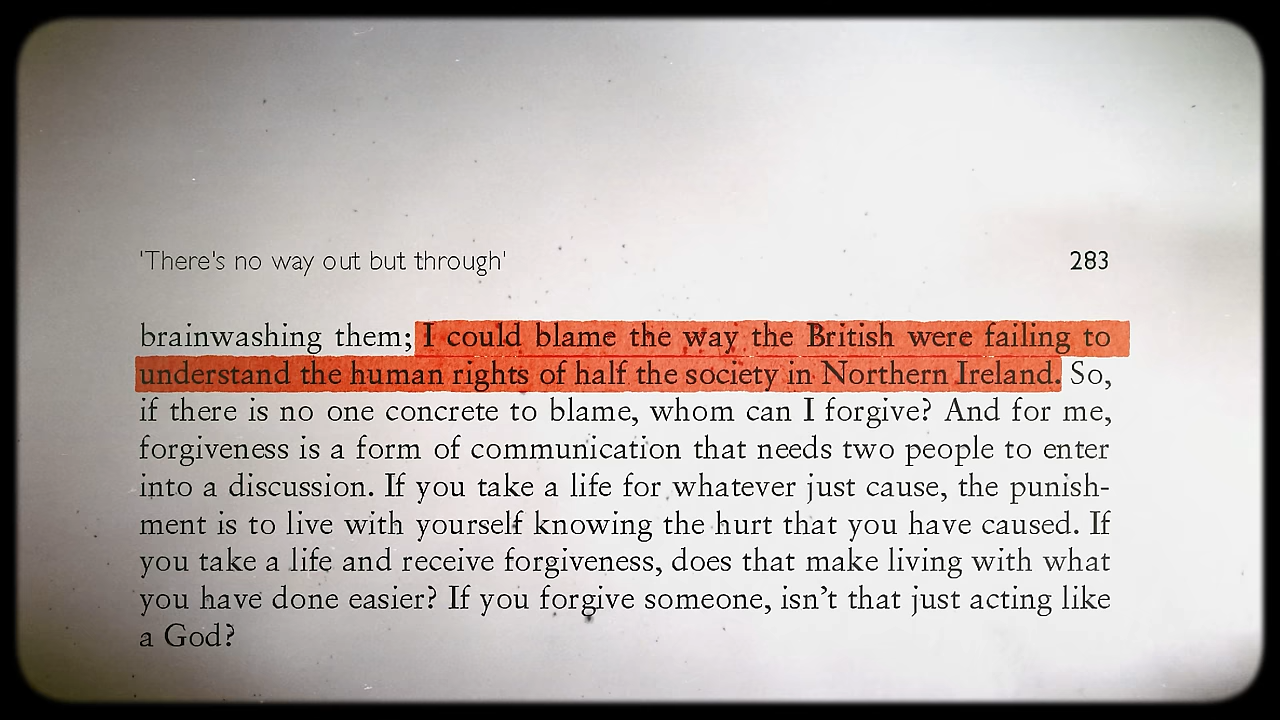 'There's no way out but through' 283
brainwashing them; I could blame the way the British were failing to
understand the human rights of half the society in Northern Ireland. So,
if there is no one concrete to blame, whom can I forgive? And for me,
forgiveness is a form of communication that needs two people to enter
into a discussion. If you take a life for whatever just cause, the punish-
ment is to live with yourself knowing the hurt that you have caused. If
you take a life and receive forgiveness, does that make living with what
you have done easier? If you forgive someone, isn't that just acting like
a God?